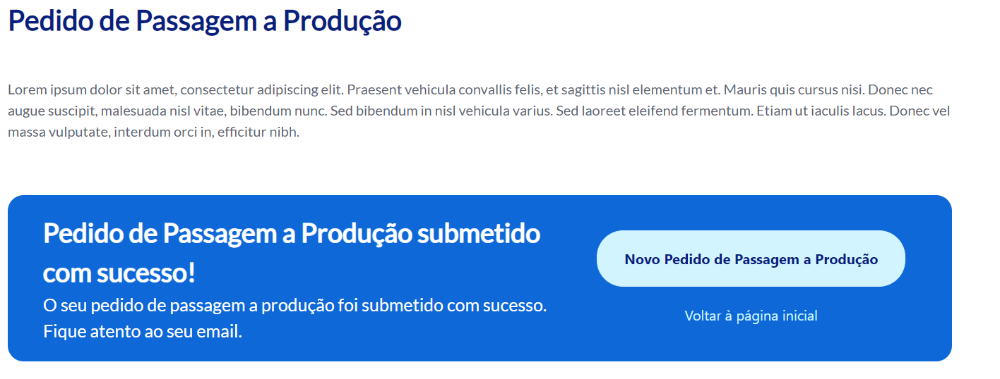 Pedido de Passagem a Produção
Lorem ipsum dolor sit amet, consectetur adipiscing elit. Praesent vehicula convallis felis, et sagittis nisl elementum et. Mauris quis cursus nisi. Donec nec
augue suscipit, malesuada nisl vitae, bibendum nunc. Sed bibendum in nisl vehicula varius. Sed laoreet eleifend fermentum. Etiam ut iaculis lacus. Donec vel
massa vulputate, interdum orci in, efficitur nibh.
Pedido de Passagem a Produção submetido
com sucesso!
O seu pedido de passagem a produção foi submetido com sucesso.
Fique atento ao seu email.
Novo Pedido de Passagem a Produção
Voltar à página inicial